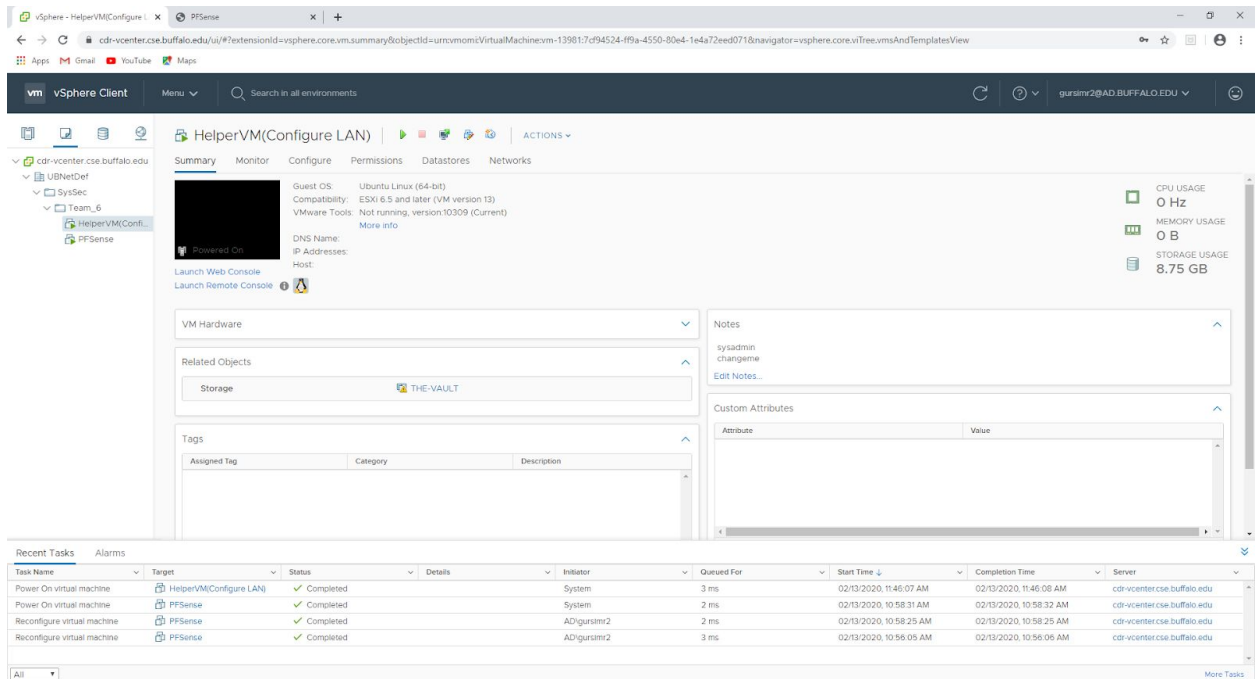 vSphere - HelperVM(Configure L
PFSense
cdr-vcenter.cse.buffalo.edu/ui/#?extensionId=vsphere.core.vm.summary&objectId=urn:vmomi:VirtualMachine:vm-13981:7cf94524-ff9a-4550-80e4-1e4a72eed071&navigator=vsphere.core.viTree.vmsAndTemplatesView
Apps Gmail YouTube Maps
vm vSphere Client Menu Search in all environments gursimr2@AD.BUFFALO.EDU
HelperVM(Configure LAN) ACTIONS
Summary Monitor Configure Permissions Datastores Networks
cdr-vcenter.cse.buffalo.edu
UBNetDef
SysSec
Team_6
HelperVM(Confi...
PFSense
Powered On
Launch Web Console
Launch Remote Console
Guest OS: Ubuntu Linux (64-bit)
Compatibility: ESXi 6.5 and later (VM version 13)
VMware Tools: Not running, version:10309 (Current)
More info
DNS Name:
IP Addresses:
Host:
CPU USAGE
0 Hz
MEMORY USAGE
0 B
STORAGE USAGE
8.75 GB
VM Hardware
Related Objects
Storage THE-VAULT
Tags
Assigned Tag Category Description
Notes
sysadmin
changeme
Edit Notes...
Custom Attributes
Attribute Value
Recent Tasks Alarms
Task Name Target Status Details Initiator Queued For Start Time ↓ Completion Time Server
Power On virtual machine HelperVM(Configure LAN) Completed System 3 ms 02/13/2020, 11:46:07 AM 02/13/2020, 11:46:08 AM cdr-vcenter.cse.buffalo.edu
Power On virtual machine PFSense Completed System 2 ms 02/13/2020, 10:58:31 AM 02/13/2020, 10:58:32 AM cdr-vcenter.cse.buffalo.edu
Reconfigure virtual machine PFSense Completed AD\gursimr2 2 ms 02/13/2020, 10:58:25 AM 02/13/2020, 10:58:25 AM cdr-vcenter.cse.buffalo.edu
Reconfigure virtual machine PFSense Completed AD\gursimr2 3 ms 02/13/2020, 10:56:05 AM 02/13/2020, 10:56:06 AM cdr-vcenter.cse.buffalo.edu
All More Tasks